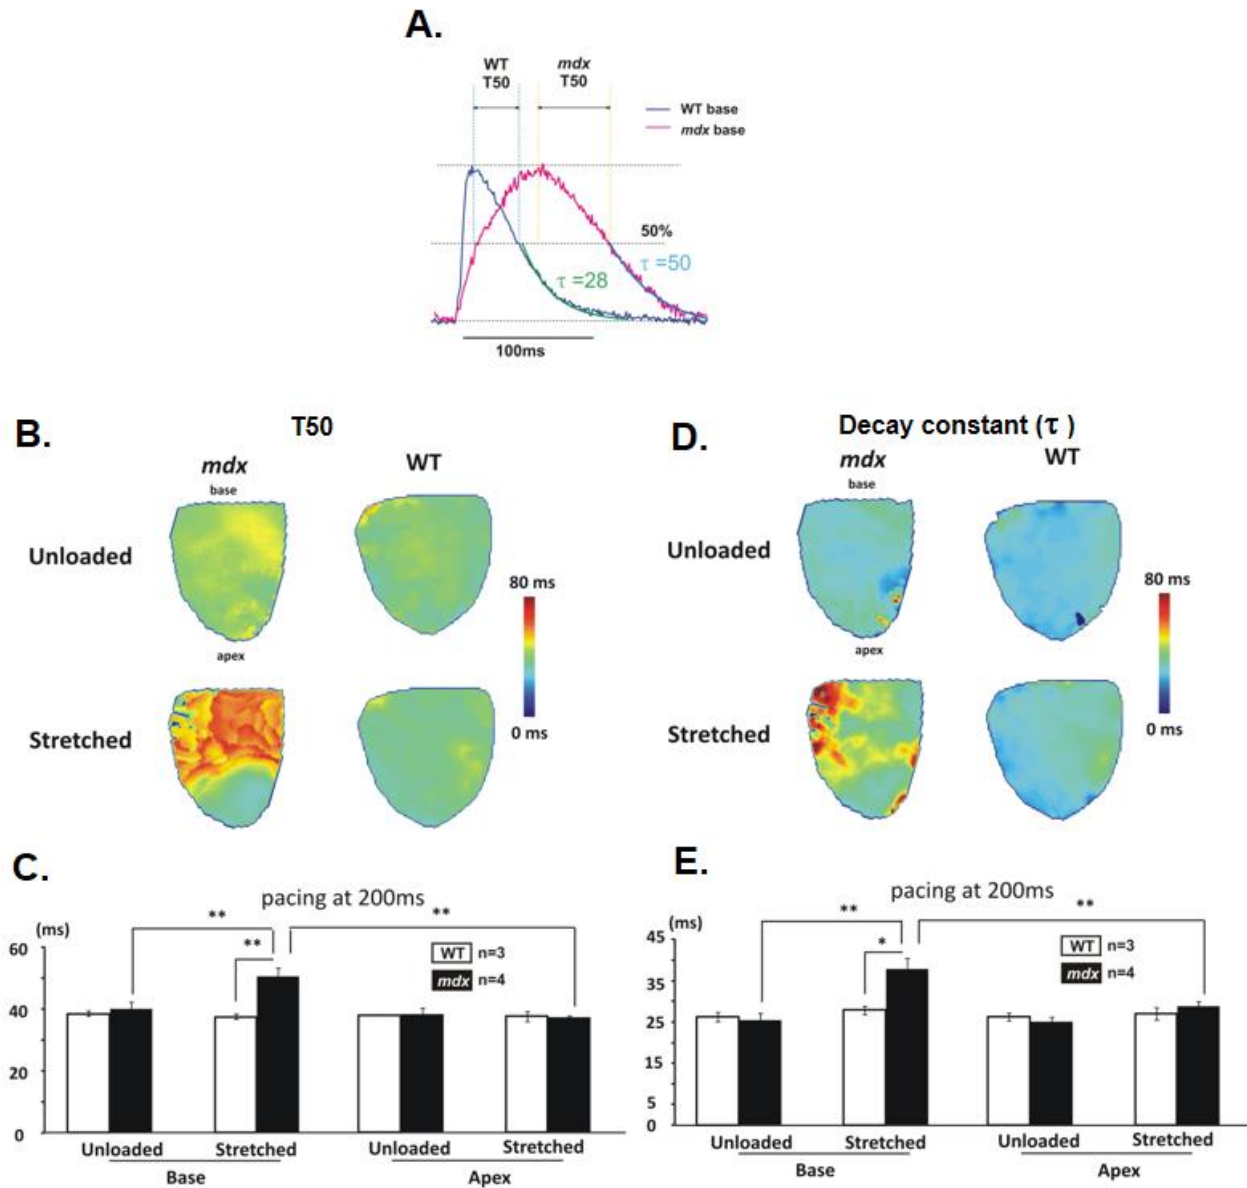 A.
WT
T50
mdx
T50
WT base
mdx base
50%
τ =50
τ =28
100ms
B.
T50
mdx
WT
base
Unloaded
80 ms
apex
Stretched
0 ms
D.
Decay constant (τ )
mdx
WT
base
Unloaded
80 ms
apex
Stretched
0 ms
C.
pacing at 200ms
(ms)
**
**
**
WT n=3
mdx n=4
60
40
20
0
Unloaded Stretched Unloaded Stretched
Base Apex
E.
pacing at 200ms
(ms)
**
**
*
WT n=3
mdx n=4
45
35
25
15
5
0
Unloaded Stretched Unloaded Stretched
Base Apex